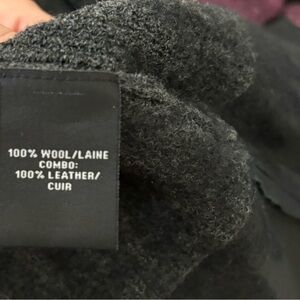 100% WOOL/LAINE
COMBO:
100% LEATHER/
CUIR